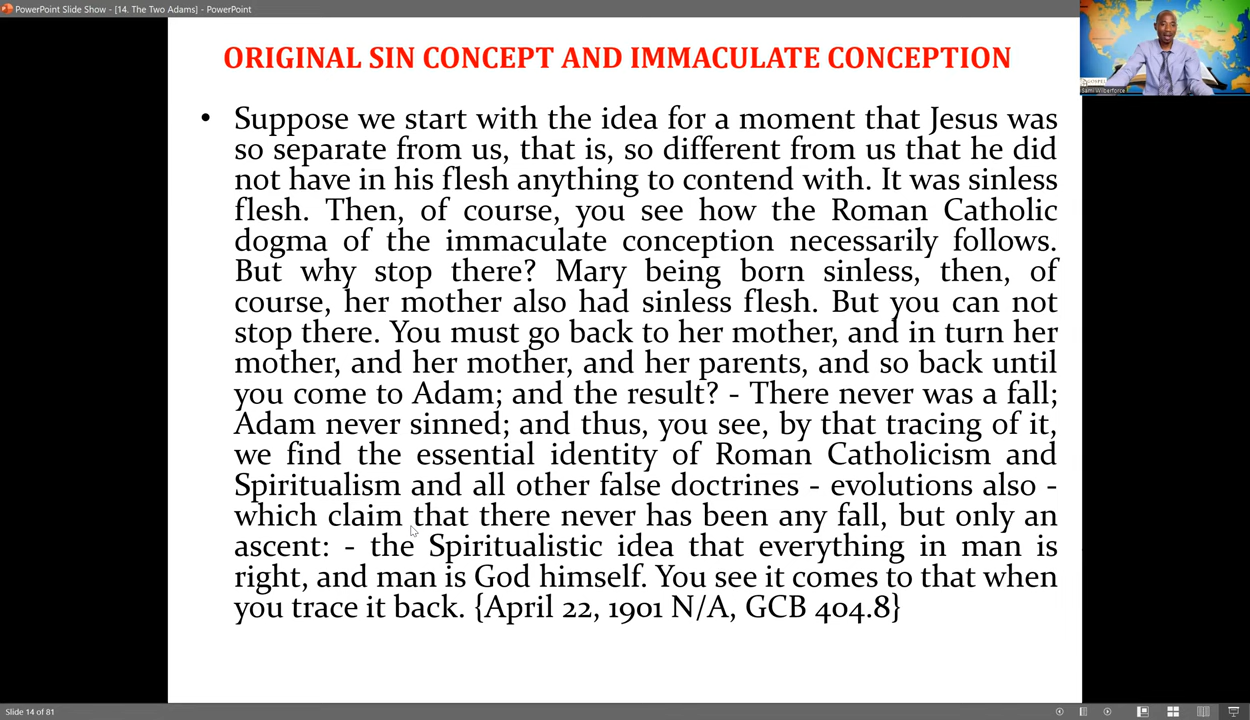 PowerPoint Slide Show - [14. The Two Adams] - PowerPoint
ORIGINAL SIN CONCEPT AND IMMACULATE CONCEPTION
• Suppose we start with the idea for a moment that Jesus was
so separate from us, that is, so different from us that he did
not have in his flesh anything to contend with. It was sinless
flesh. Then, of course, you see how the Roman Catholic
dogma of the immaculate conception necessarily follows.
But why stop there? Mary being born sinless, then, of
course, her mother also had sinless flesh. But you can not
stop there. You must go back to her mother, and in turn her
mother, and her mother, and her parents, and so back until
you come to Adam; and the result? - There never was a fall;
Adam never sinned; and thus, you see, by that tracing of it,
we find the essential identity of Roman Catholicism and
Spiritualism and all other false doctrines - evolutions also -
which claim that there never has been any fall, but only an
ascent: - the Spiritualistic idea that everything in man is
right, and man is God himself. You see it comes to that when
you trace it back. {April 22, 1901 N/A, GCB 404.8}
Sami Wilberforce
Slide 14 of 81